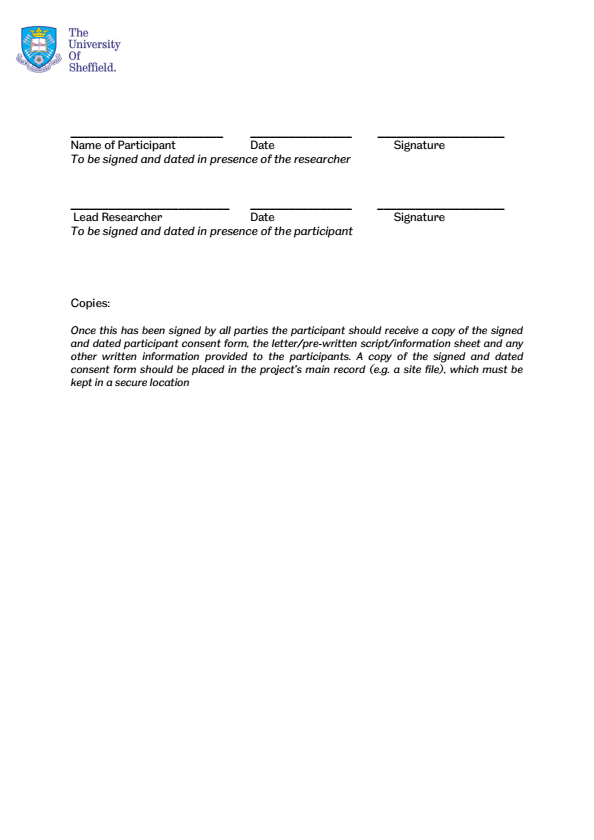 The
University
Of
Sheffield.
Name of Participant Date Signature
To be signed and dated in presence of the researcher
Lead Researcher Date Signature
To be signed and dated in presence of the participant
Copies:
Once this has been signed by all parties the participant should receive a copy of the signed
and dated participant consent form, the letter/pre-written script/information sheet and any
other written information provided to the participants. A copy of the signed and dated
consent form should be placed in the project's main record (e.g. a site file), which must be
kept in a secure location